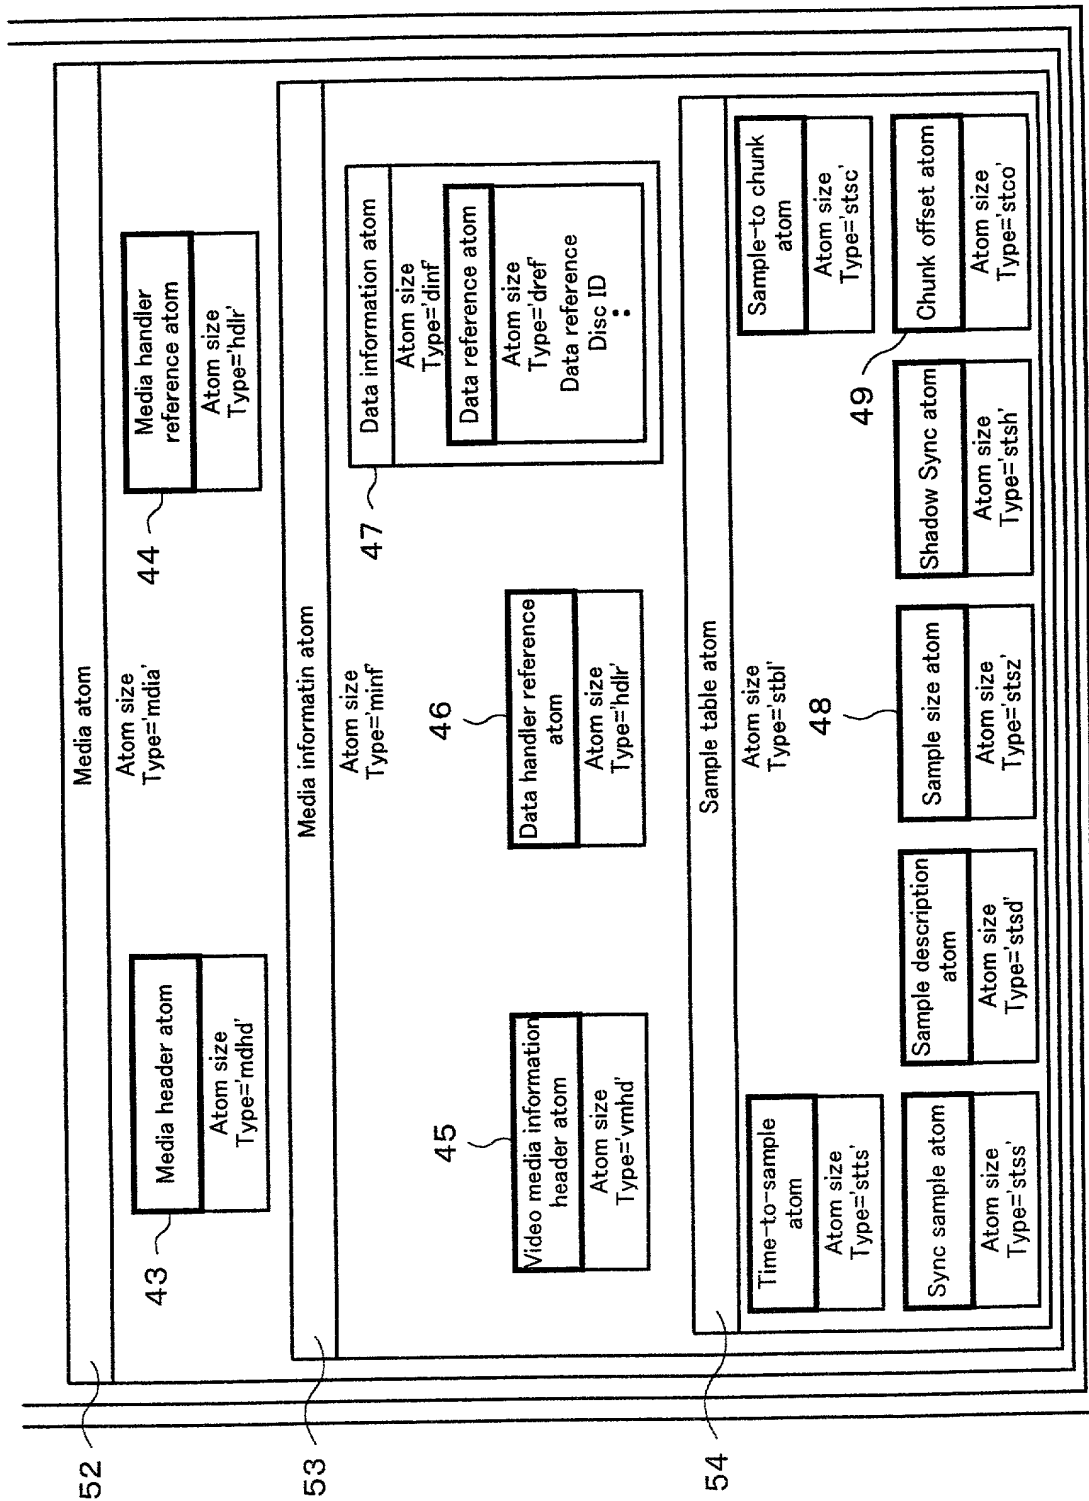 52
Media atom
Atom size
Type='mdia'
43
Media header atom
Atom size
Type='mdhd'
44
Media handler
reference atom
Atom size
Type='hdlr'
53
Media informatin atom
Atom size
Type='minf'
45
Video media information
header atom
Atom size
Type='vmhd'
46
Data handler reference
atom
Atom size
Type='hdlr'
47
Data information atom
Atom size
Type='dinf'
Data reference atom
Atom size
Type='dref'
Data reference
Disc ID
54
Sample table atom
Atom size
Type='stbl'
Time-to-sample
atom
Atom size
Type='stts'
Sample-to chunk
atom
Atom size
Type='stsc'
Sync sample atom
Atom size
Type='stss'
Sample description
atom
Atom size
Type='stsd'
48
Sample size atom
Atom size
Type='stsz'
Shadow Sync atom
Atom size
Type='stsh'
49
Chunk offset atom
Atom size
Type='stco'